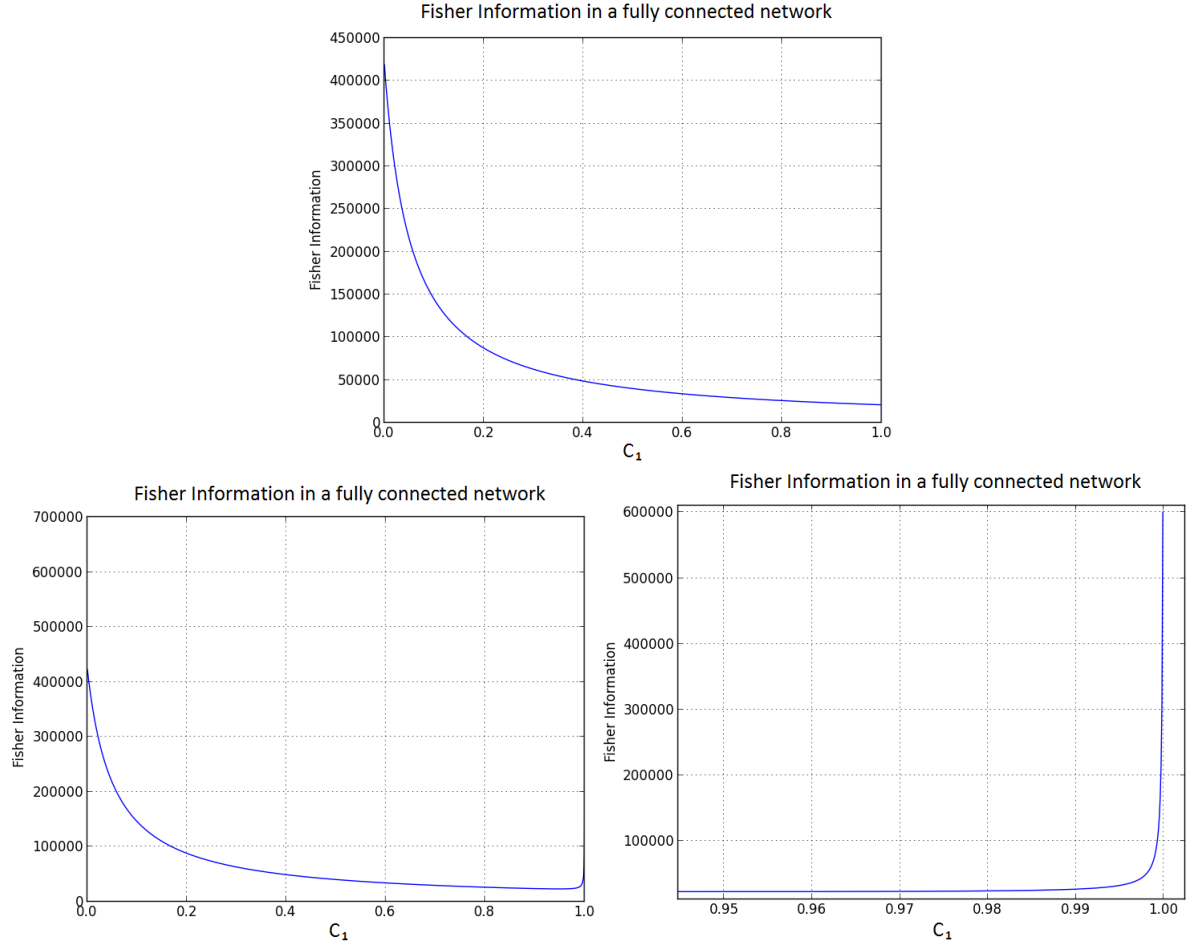 Fisher Information in a fully connected network
450000
400000
350000
300000
250000
200000
150000
100000
50000
0
Fisher Information
0.0 0.2 0.4 0.6 0.8 1.0
C₁
Fisher Information in a fully connected network
700000
600000
500000
400000
300000
200000
100000
0
Fisher Information
0.0 0.2 0.4 0.6 0.8 1.0
C₁
Fisher Information in a fully connected network
600000
500000
400000
300000
200000
100000
Fisher Information
0.95 0.96 0.97 0.98 0.99 1.00
C₁